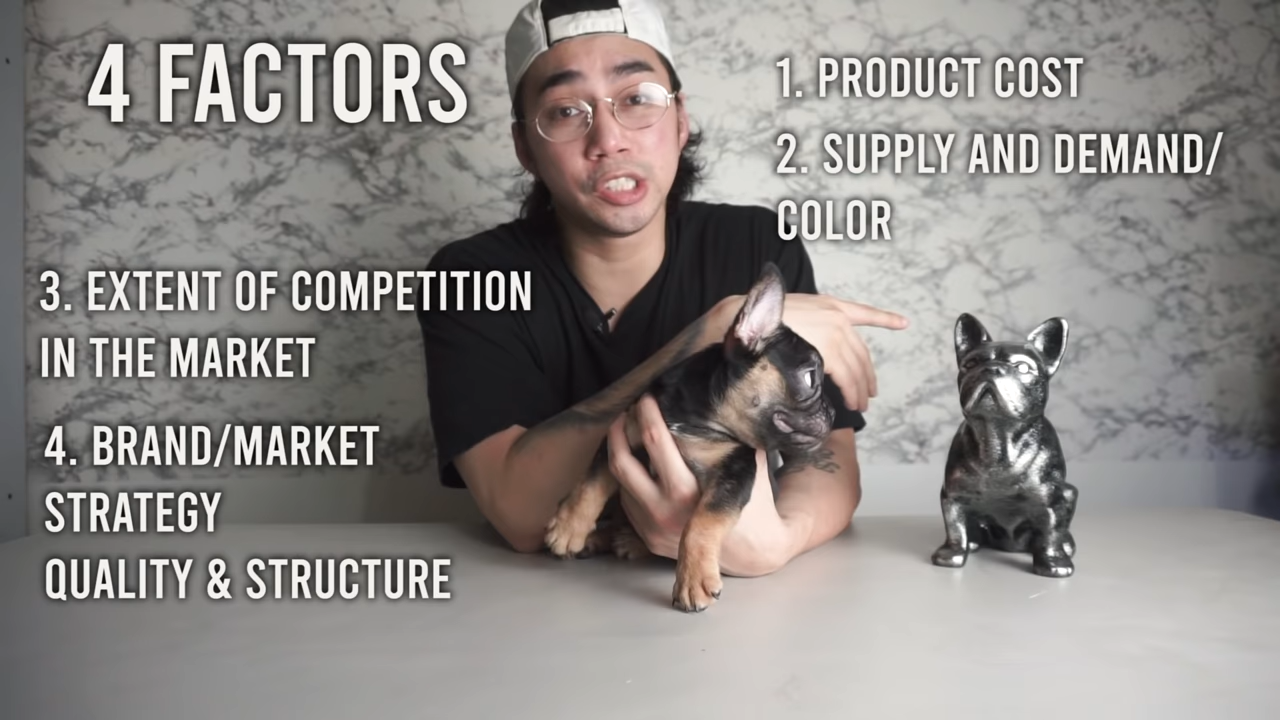 4 FACTORS
1. PRODUCT COST
2. SUPPLY AND DEMAND/
COLOR
3. EXTENT OF COMPETITION
IN THE MARKET
4. BRAND/MARKET
STRATEGY
QUALITY & STRUCTURE